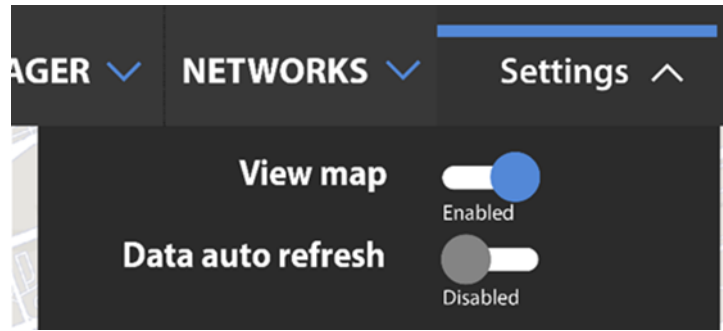 AGER NETWORKS Settings
View map
Enabled
Data auto refresh
Disabled